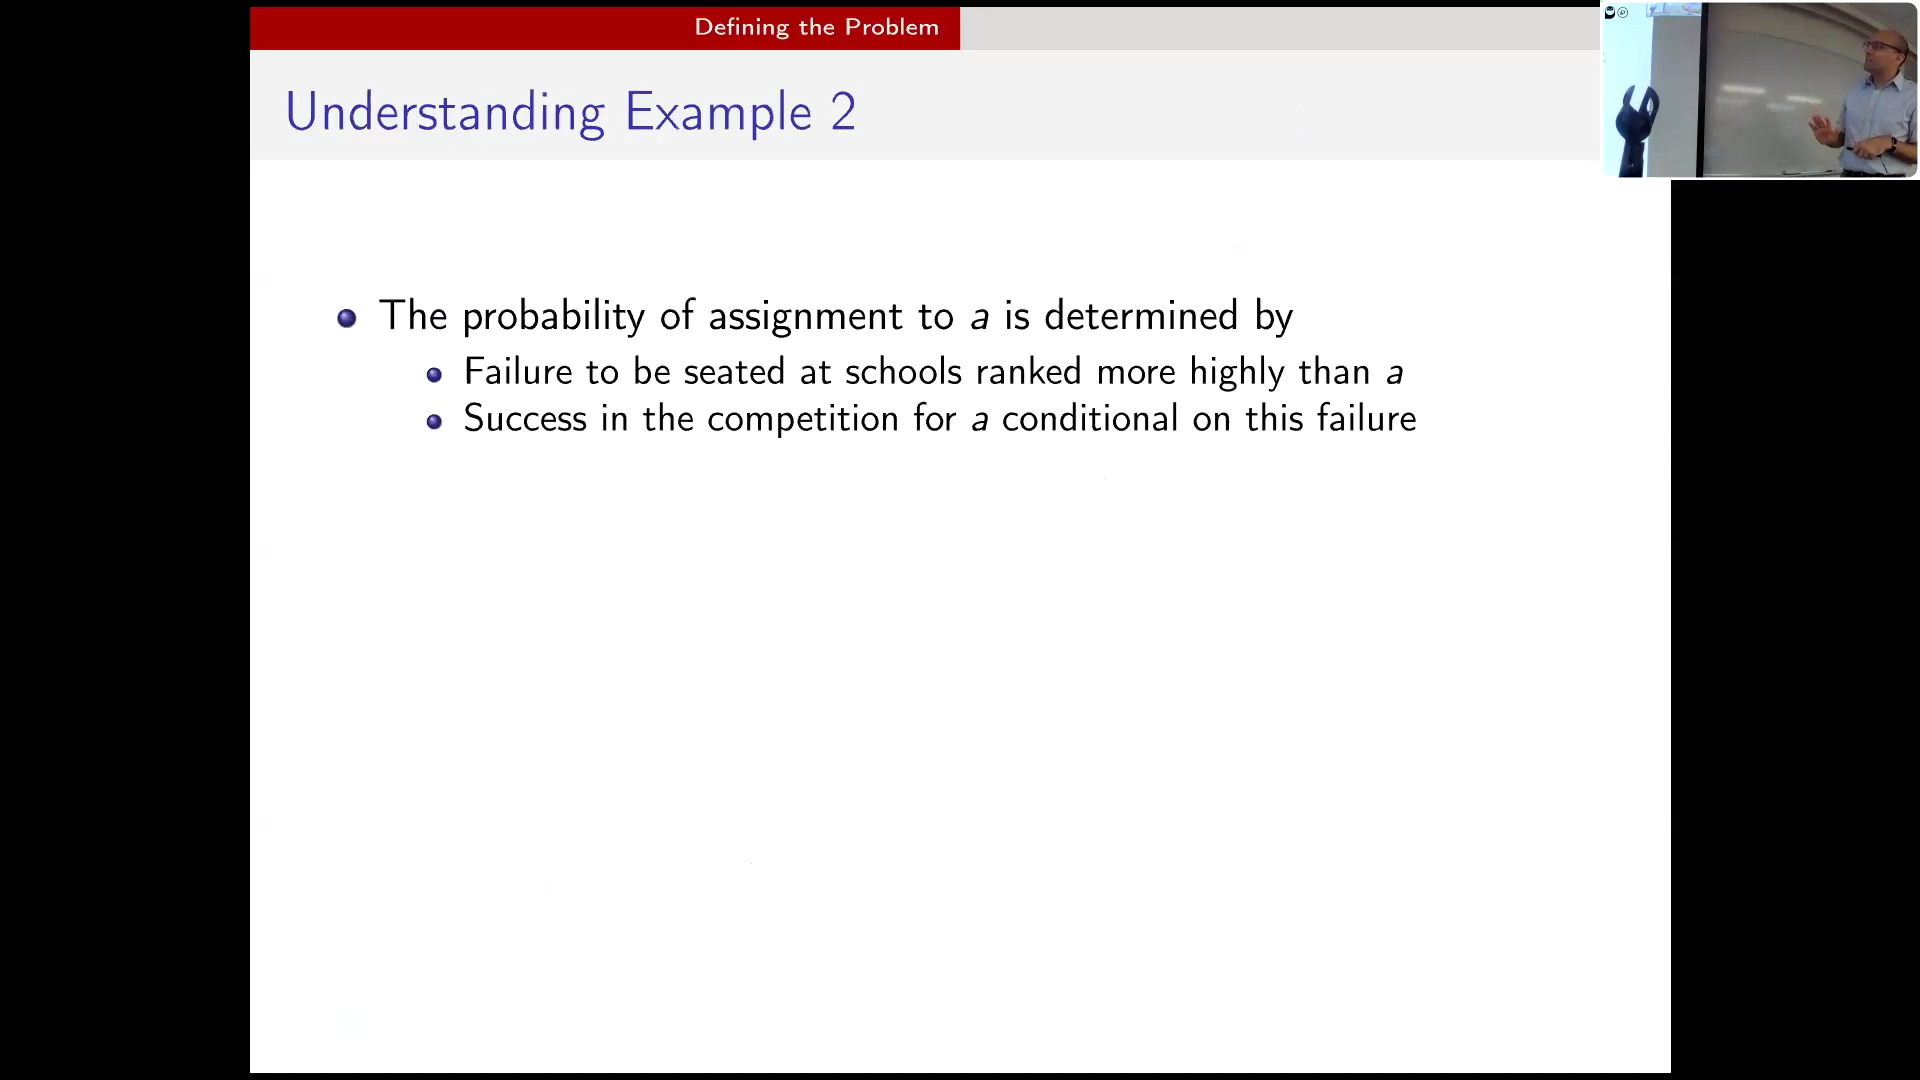 Defining the Problem
Understanding Example 2
The probability of assignment to a is determined by
Failure to be seated at schools ranked more highly than a
Success in the competition for a conditional on this failure